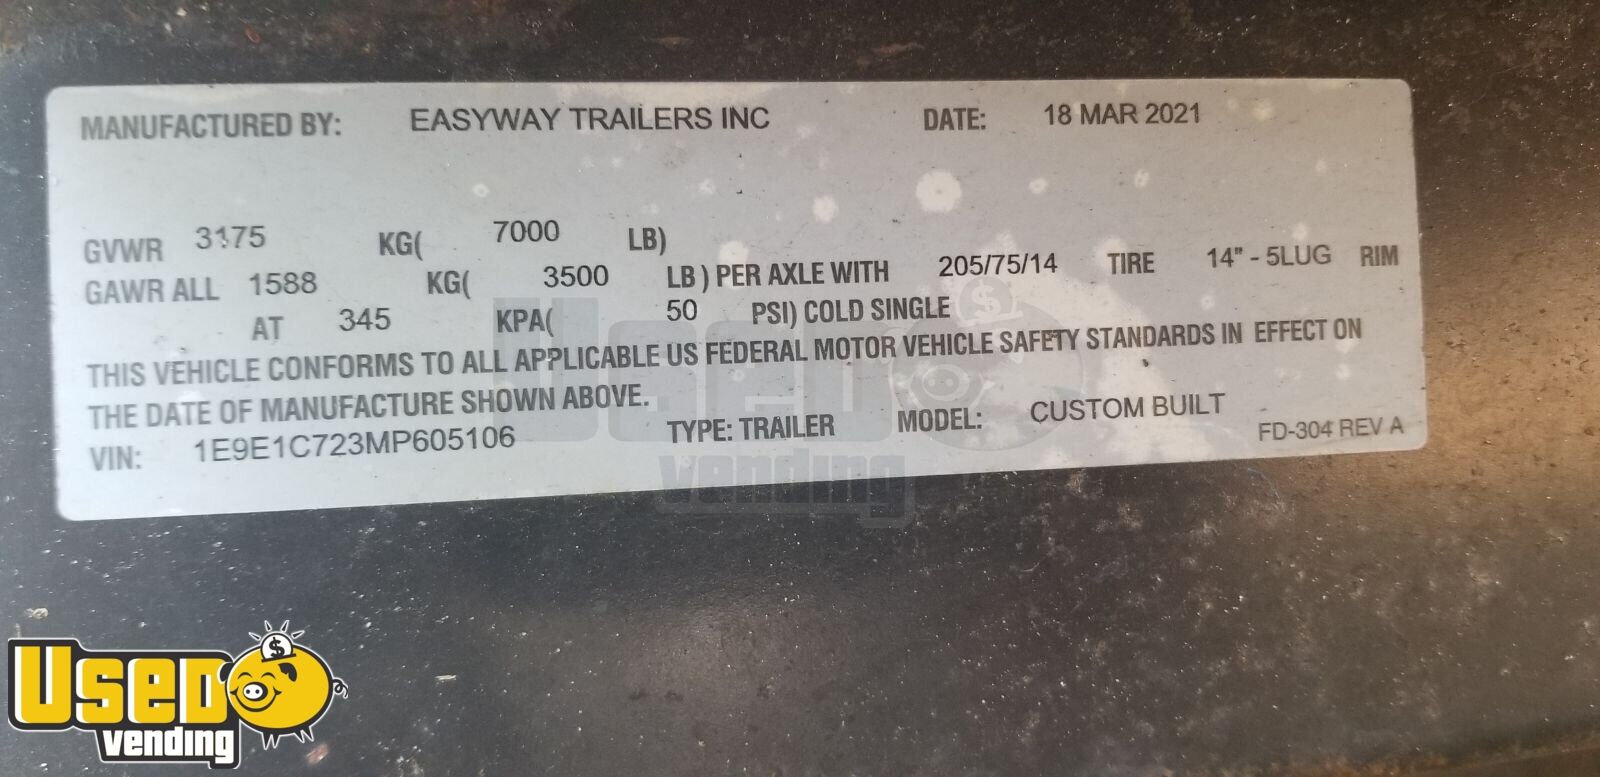 MANUFACTURED BY: EASYWAY TRAILERS INC DATE: 18 MAR 2021
GVWR 3175 KG( 7000 LB)
GAWR ALL 1588 KG( 3500 LB ) PER AXLE WITH 205/75/14 TIRE 14" - 5LUG RIM
AT 345 KPA( 50 PSI) COLD SINGLE
THIS VEHICLE CONFORMS TO ALL APPLICABLE US FEDERAL MOTOR VEHICLE SAFETY STANDARDS IN EFFECT ON
THE DATE OF MANUFACTURE SHOWN ABOVE.
VIN: 1E9E1C723MP605106 TYPE: TRAILER MODEL: CUSTOM BUILT FD-304 REV A
Used
vending
$
Used
vending
$